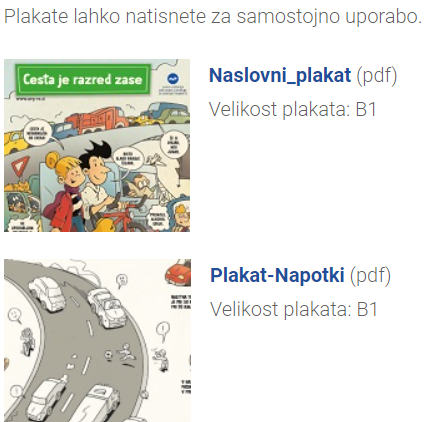 Plakate lahko natisnete za samostojno uporabo.
Cesta je razred zase
Naslovni_plakat (pdf)
Velikost plakata: B1
Plakat-Napotki (pdf)
Velikost plakata: B1